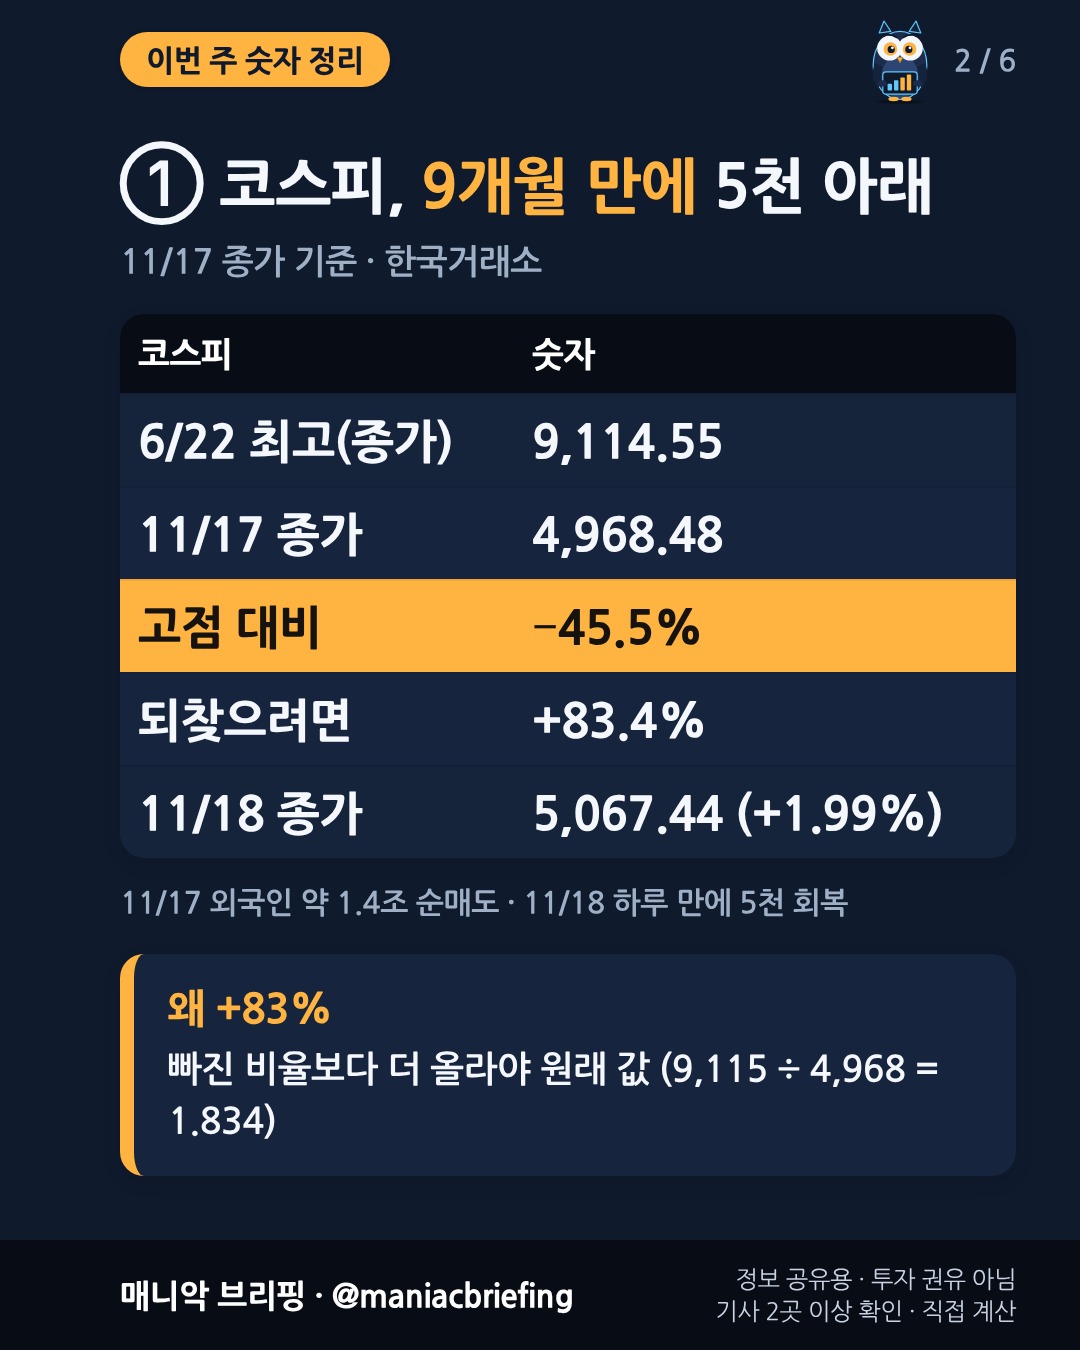 이번 주 숫자 정리
2 / 6
① 코스피, 9개월 만에 5천 아래
11/17 종가 기준 · 한국거래소
코스피 숫자
6/22 최고(종가) 9,114.55
11/17 종가 4,968.48
고점 대비 −45.5%
되찾으려면 +83.4%
11/18 종가 5,067.44 (+1.99%)
11/17 외국인 약 1.4조 순매도 · 11/18 하루 만에 5천 회복
왜 +83%
빠진 비율보다 더 올라야 원래 값 (9,115 ÷ 4,968 =
1.834)
매니악 브리핑 · @maniacbriefing
정보 공유용 · 투자 권유 아님
기사 2곳 이상 확인 · 직접 계산